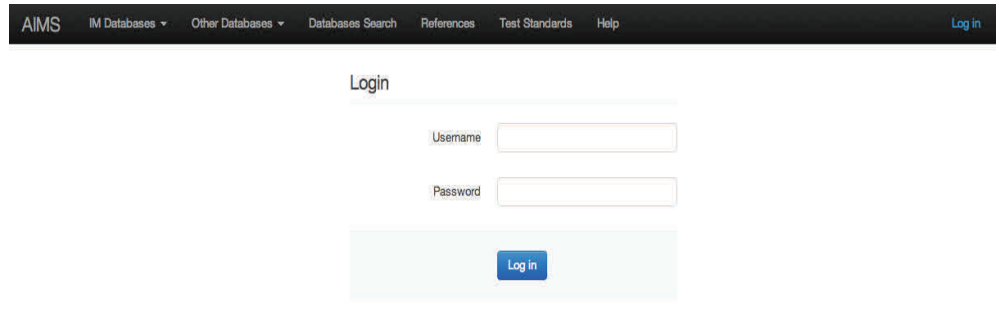 AIMS IM Databases Other Databases Databases Search References Test Standards Help Log in
Login
Username
Password
Log in